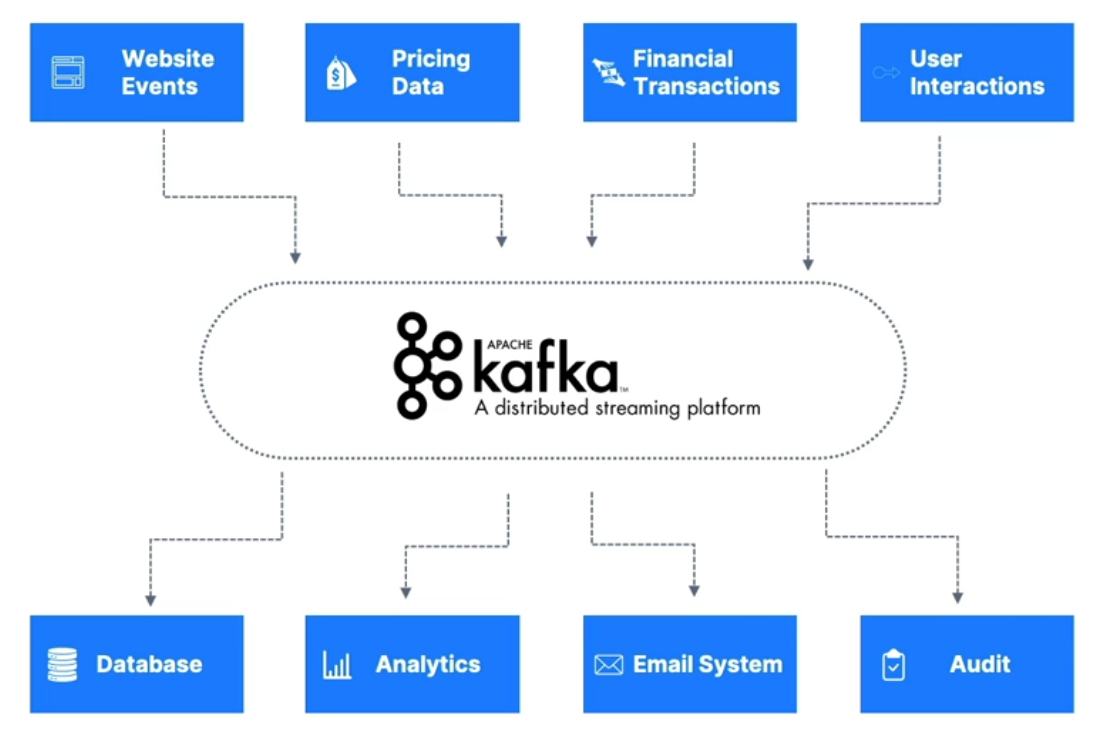 Website
Events
Pricing
Data
Financial
Transactions
User
Interactions
$
APACHE
kafka™
A distributed streaming platform
Database
Analytics
Email System
Audit